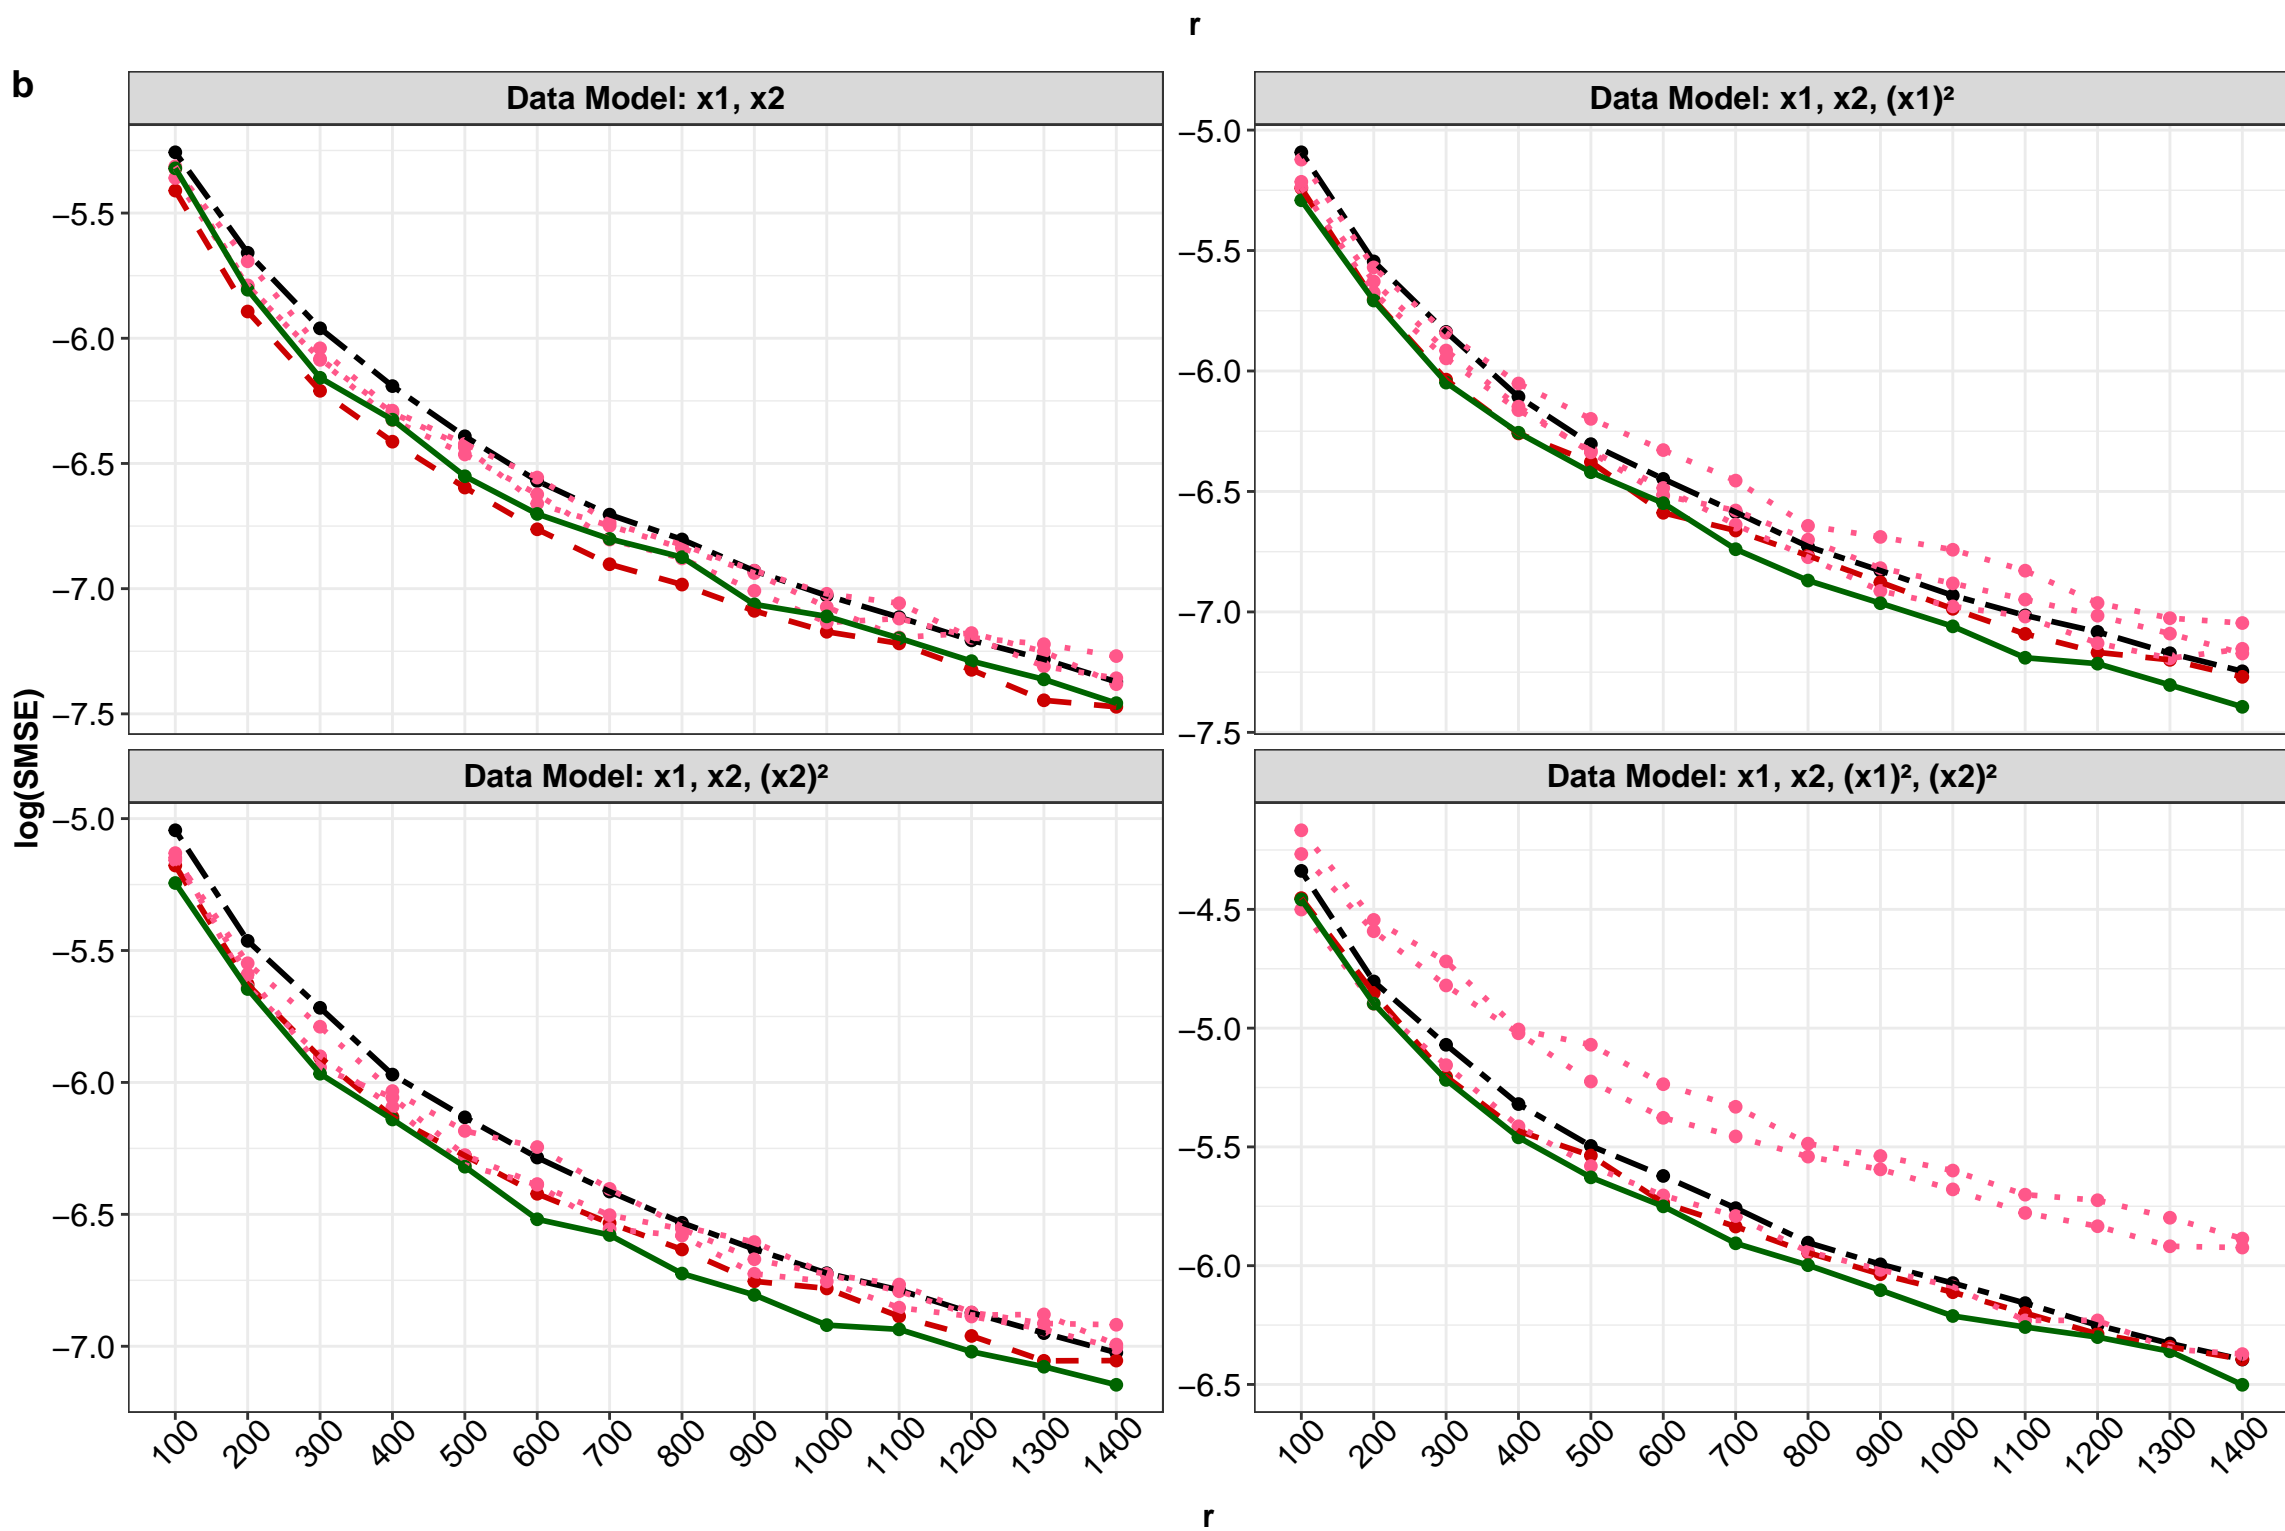 r
b
Data Model: x1, x2
Data Model: x1, x2, (x1)²
−5.5
−6.0
−6.5
−7.0
−7.5
−5.0
−5.5
−6.0
−6.5
−7.0
−7.5
log(SMSE)
Data Model: x1, x2, (x2)²
Data Model: x1, x2, (x1)², (x2)²
−5.0
−5.5
−6.0
−6.5
−7.0
−4.5
−5.0
−5.5
−6.0
−6.5
100 200 300 400 500 600 700 800 900 1000 1100 1200 1300 1400
100 200 300 400 500 600 700 800 900 1000 1100 1200 1300 1400
r